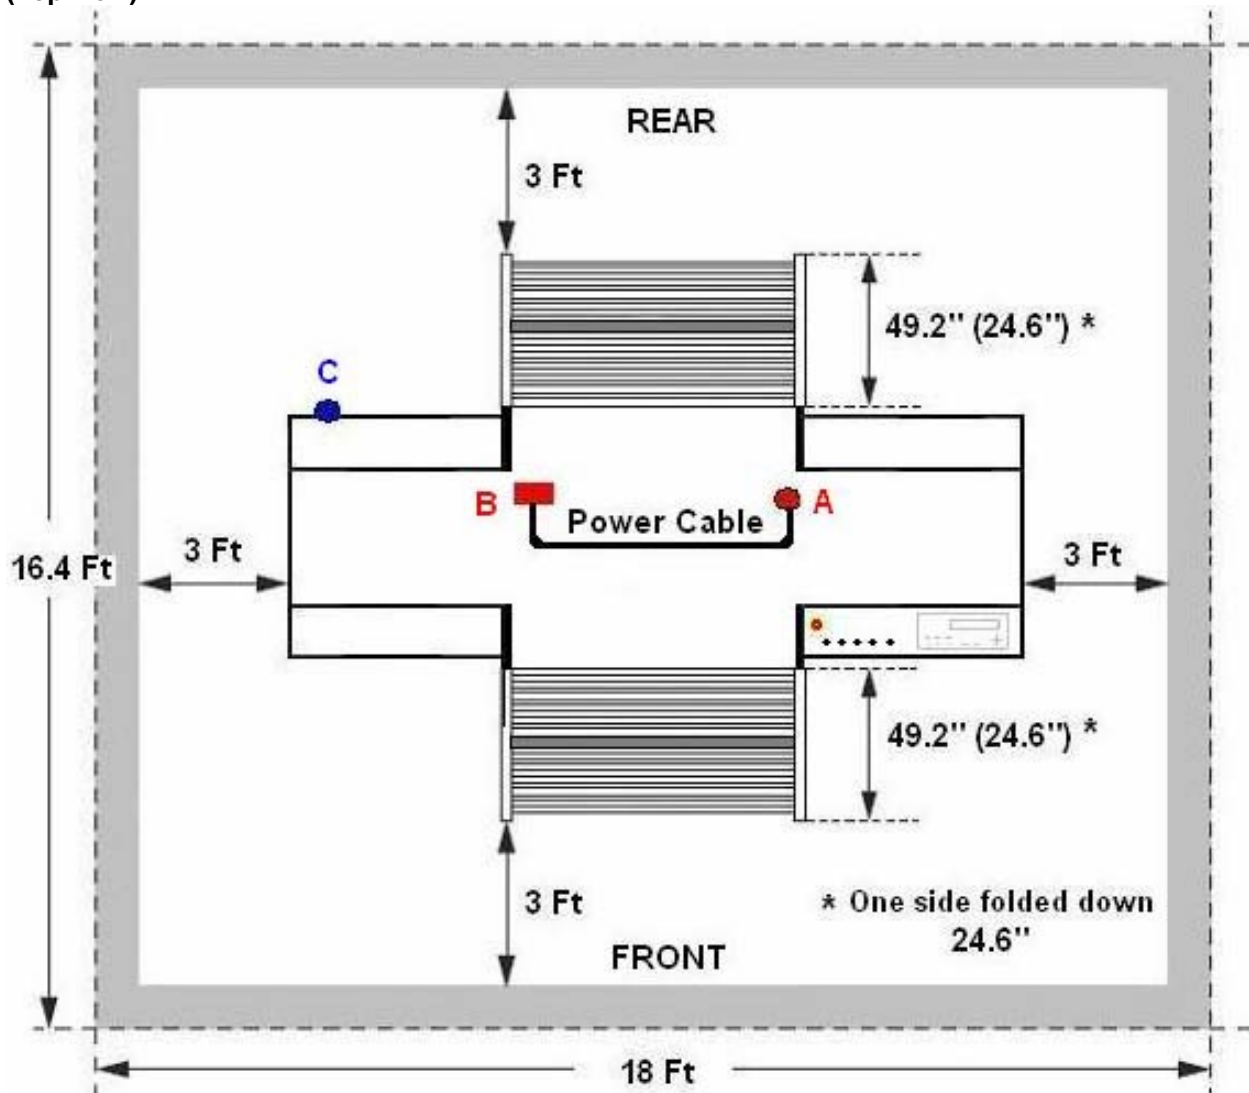 REAR
3 Ft
49.2" (24.6") *
C
B
A
Power Cable
3 Ft
3 Ft
16.4 Ft
49.2" (24.6") *
3 Ft
* One side folded down
24.6"
FRONT
18 Ft